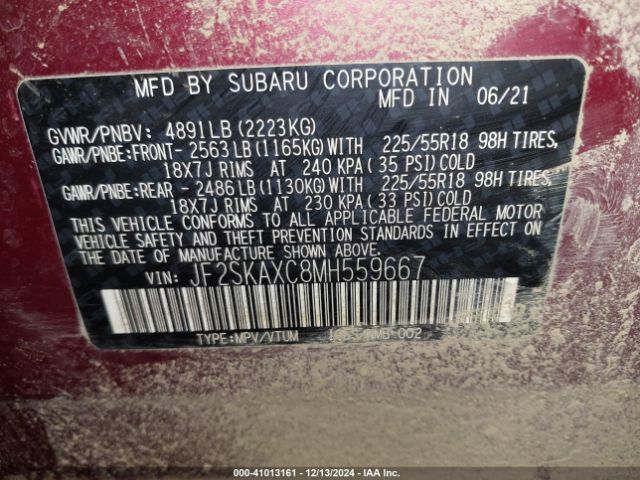 MFD BY SUBARU CORPORATION
MFD IN 06/21
GVWR/PNBV: 4891LB (2223KG)
GAWR/PNBE:FRONT- 2563LB (1165KG)WITH 225/55R18 98H TIRES,
18X7J RIMS AT 240 KPA( 35 PSI)COLD
GAWR/PNBE:REAR - 2486LB (1130KG)WITH 225/55R18 98H TIRES,
18X7J RIMS AT 230 KPA( 33 PSI)COLD
THIS VEHICLE CONFORMS TO ALL APPLICABLE FEDERAL MOTOR
VEHICLE SAFETY AND THEFT PREVENTION STANDARDS IN EFFECT ON
THE DATE OF MANUFACTURE SHOWN ABOVE.
VIN: JF2SKAXC8MH559667
TYPE:MPV/VTUM
000-41013161 - 12/13/2024 - IAA Inc.